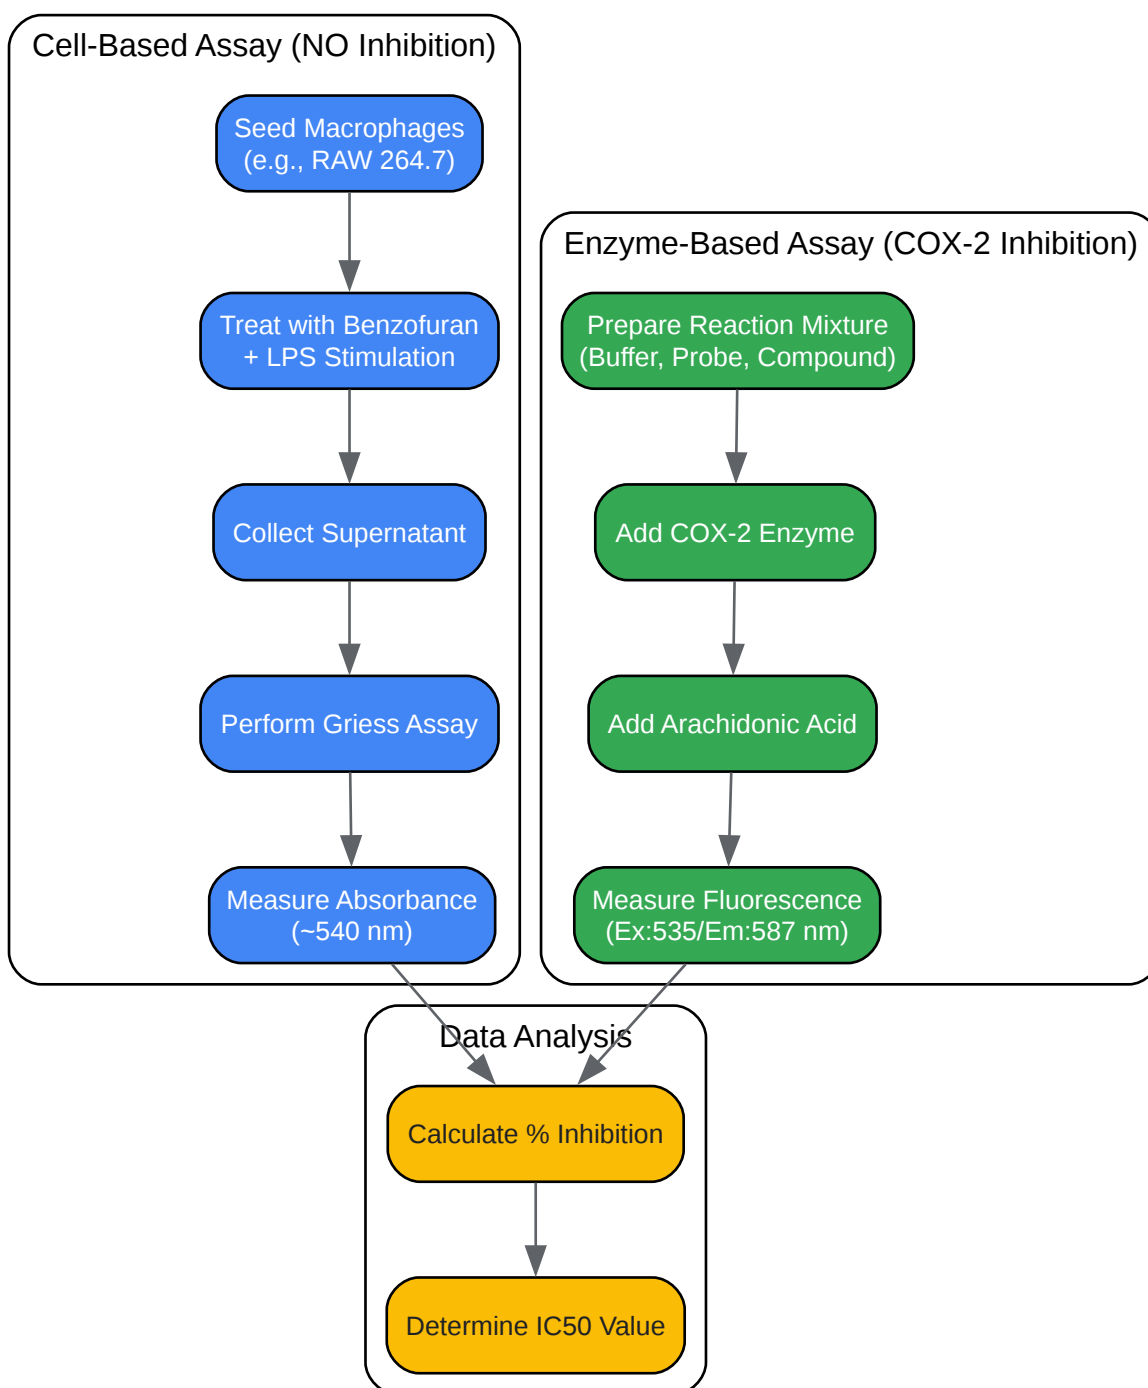 Cell-Based Assay (NO Inhibition)
Seed Macrophages
(e.g., RAW 264.7)
Treat with Benzofuran
+ LPS Stimulation
Collect Supernatant
Perform Griess Assay
Measure Absorbance
(~540 nm)
Enzyme-Based Assay (COX-2 Inhibition)
Prepare Reaction Mixture
(Buffer, Probe, Compound)
Add COX-2 Enzyme
Add Arachidonic Acid
Measure Fluorescence
(Ex:535/Em:587 nm)
Data Analysis
Calculate % Inhibition
Determine IC50 Value